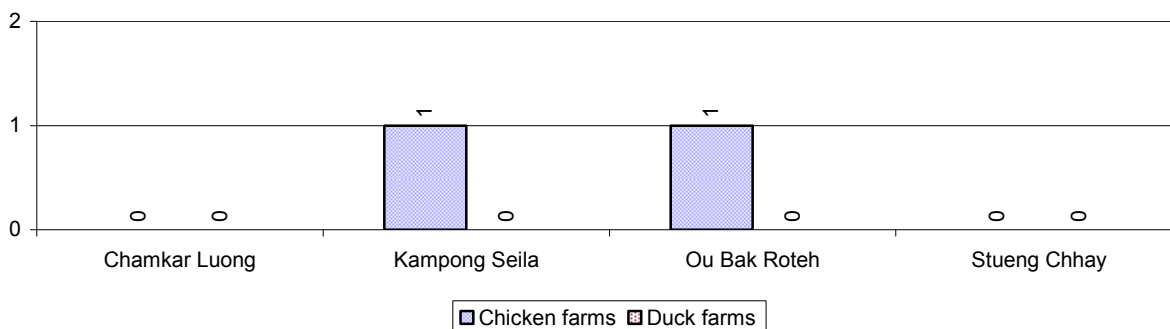 2
1
0
0 0 1 0 1 0 0 0
Chamkar Luong Kampong Seila Ou Bak Roteh Stueng Chhay
Chicken farms Duck farms